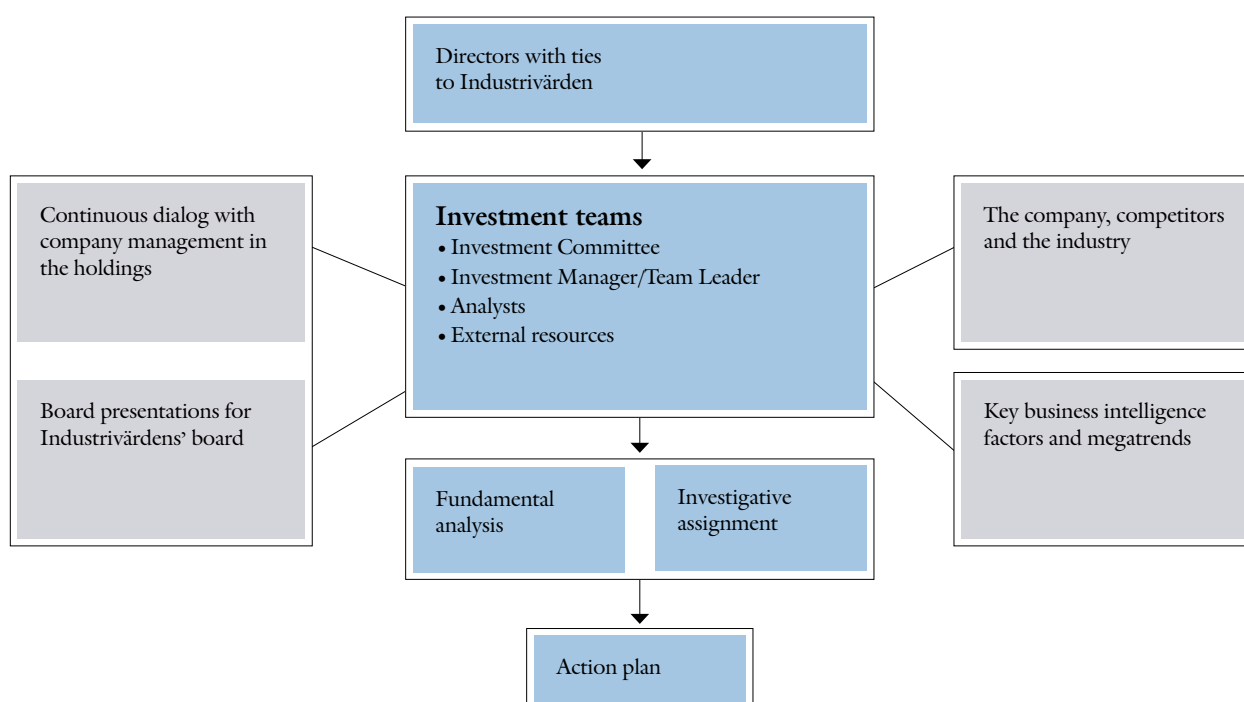 Directors with ties
to Industrivärden
Continuous dialog with
company management in
the holdings
Investment teams
• Investment Committee
• Investment Manager/Team Leader
• Analysts
• External resources
The company, competitors
and the industry
Board presentations for
Industrivärdens’ board
Key business intelligence
factors and megatrends
Fundamental
analysis
Investigative
assignment
Action plan